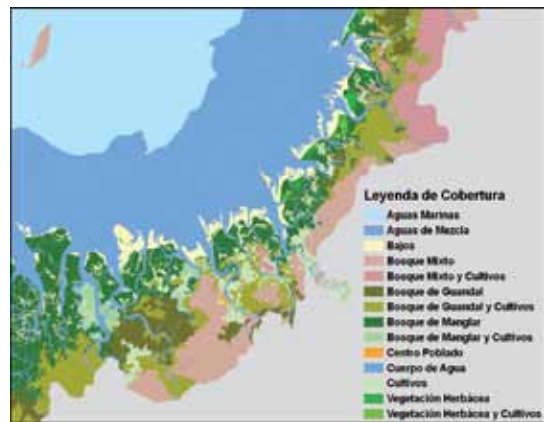 Leyenda de Cobertura
Aguas Marinas
Aguas de Mezcla
Bajos
Bosque Mixto
Bosque Mixto y Cultivos
Bosque de Guandal
Bosque de Guandal y Cultivos
Bosque de Manglar
Bosque de Manglar y Cultivos
Centro Poblado
Cuerpo de Agua
Cultivos
Vegetación Herbácea
Vegetación Herbácea y Cultivos